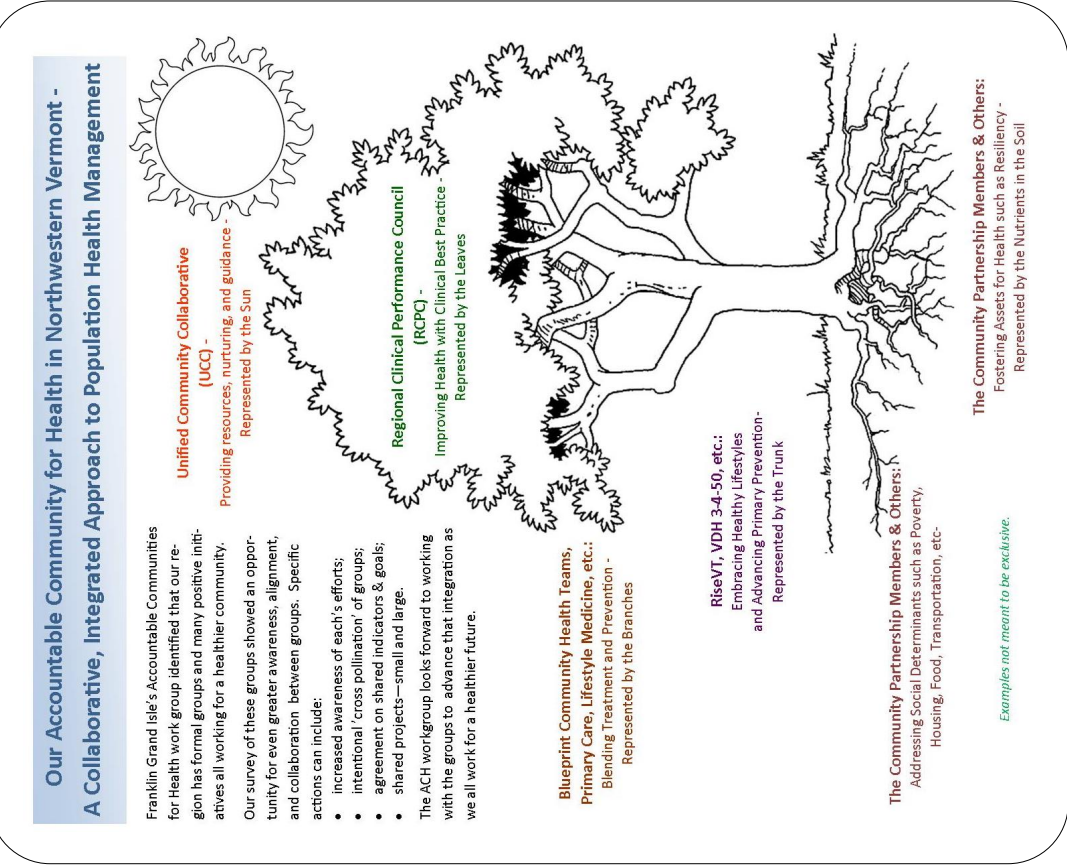 Our Accountable Community for Health in Northwestern Vermont -
A Collaborative, Integrated Approach to Population Health Management
Franklin Grand Isle's Accountable Communities
for Health work group identified that our re-
gion has formal groups and many positive initi-
atives all working for a healthier community.
Our survey of these groups showed an oppor-
tunity for even greater awareness, alignment,
and collaboration between groups. Specific
actions can include:
• increased awareness of each's efforts;
• intentional 'cross pollination' of groups;
• agreement on shared indicators & goals;
• shared projects—small and large.
The ACH workgroup looks forward to working
with the groups to advance that integration as
we all work for a healthier future.
Unified Community Collaborative
(UCC) -
Providing resources, nurturing, and guidance -
Represented by the Sun
Regional Clinical Performance Council
(RCPC) -
Improving Health with Clinical Best Practice -
Represented by the Leaves
Blueprint Community Health Teams,
Primary Care, Lifestyle Medicine, etc.:
Blending Treatment and Prevention -
Represented by the Branches
RiseVT, VDH 3-4-50, etc.:
Embracing Healthy Lifestyles
and Advancing Primary Prevention-
Represented by the Trunk
The Community Partnership Members & Others:
Addressing Social Determinants such as Poverty,
Housing, Food, Transportation, etc-
The Community Partnership Members & Others:
Fostering Assets for Health such as Resiliency -
Represented by the Nutrients in the Soil
Examples not meant to be exclusive.